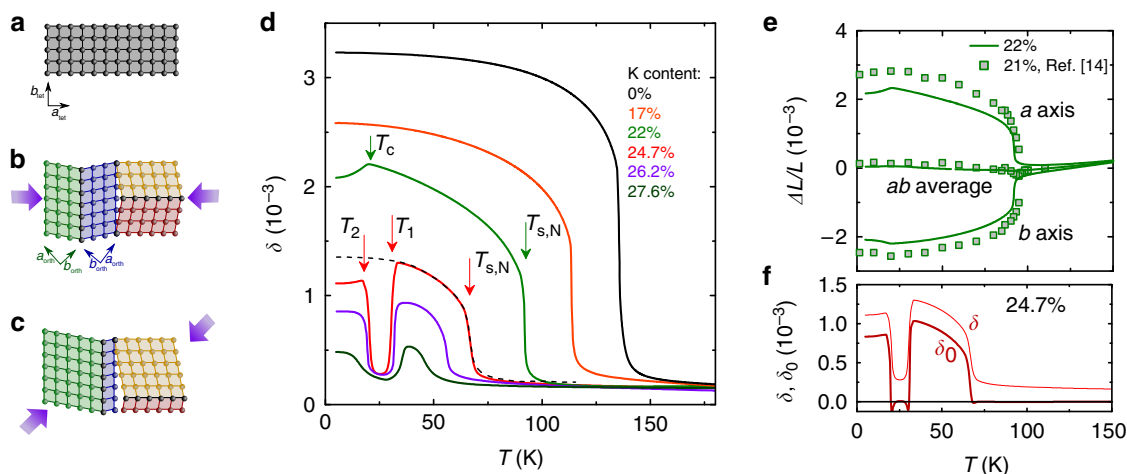 a
b_tet
a_tet
b
a_orth
b_orth
b_orth
a_orth
c
d
δ (10⁻³)
3
2
1
0
0
50
100
150
T (K)
K content:
0%
17%
22%
24.7%
26.2%
27.6%
T_c
T_2
T_1
T_s,N
T_s,N
e
ΔL/L (10⁻³)
2
0
−2
22%
21%, Ref. [14]
a axis
ab average
b axis
f
24.7%
δ, δ₀ (10⁻³)
1.5
1.0
0.5
0.0
δ
δ₀
0
50
100
150
T (K)